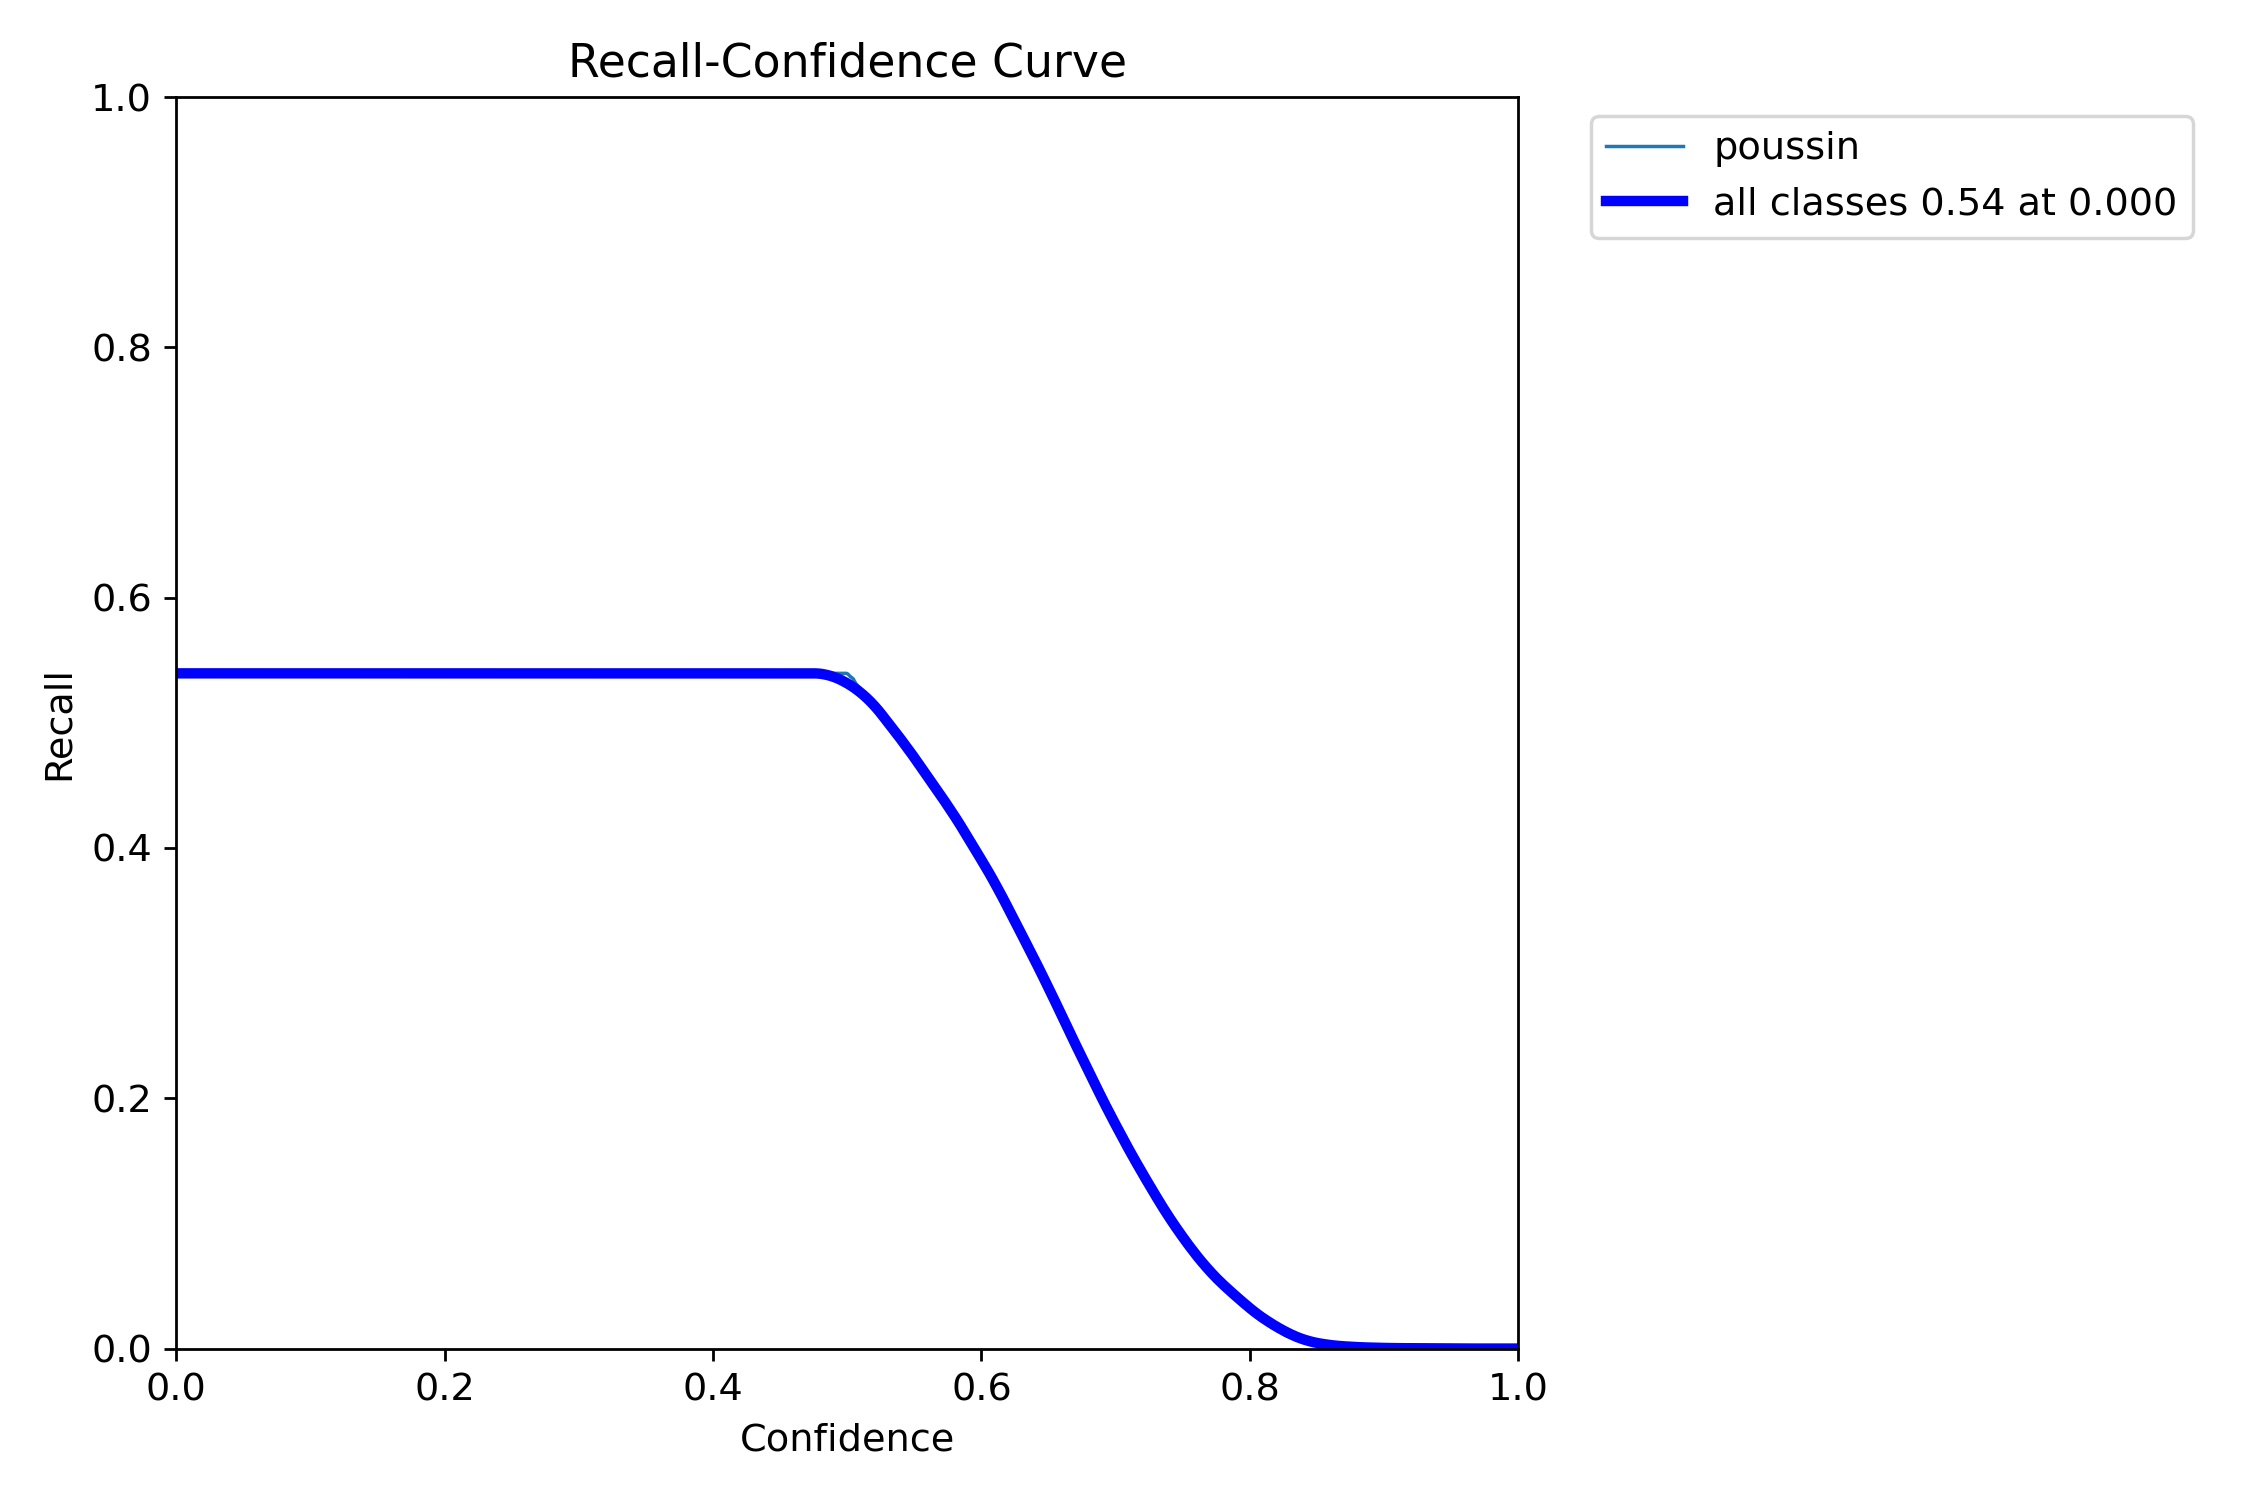 Recall-Confidence Curve
1.0
0.8
0.6
0.4
0.2
0.0
Recall
0.0 0.2 0.4 0.6 0.8 1.0
Confidence
poussin
all classes 0.54 at 0.000